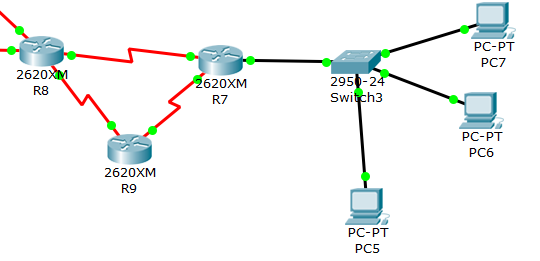 2620XM
R8
2620XM
R7
2620XM
R9
2950-24
Switch3
PC-PT
PC7
PC-PT
PC6
PC-PT
PC5